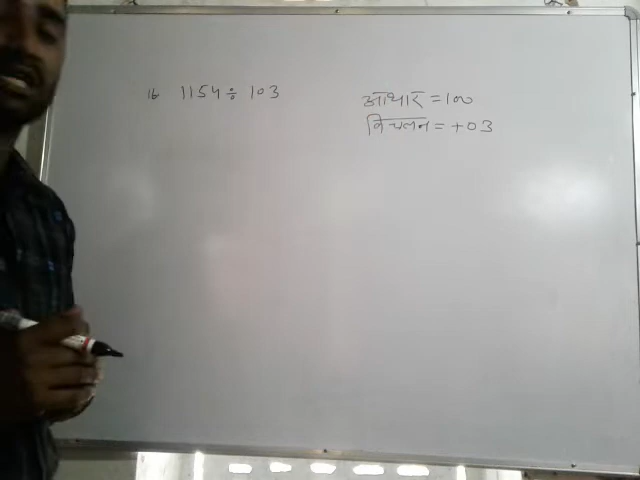 16 1154 ÷ 103
आधार = 100
विचलन = +03